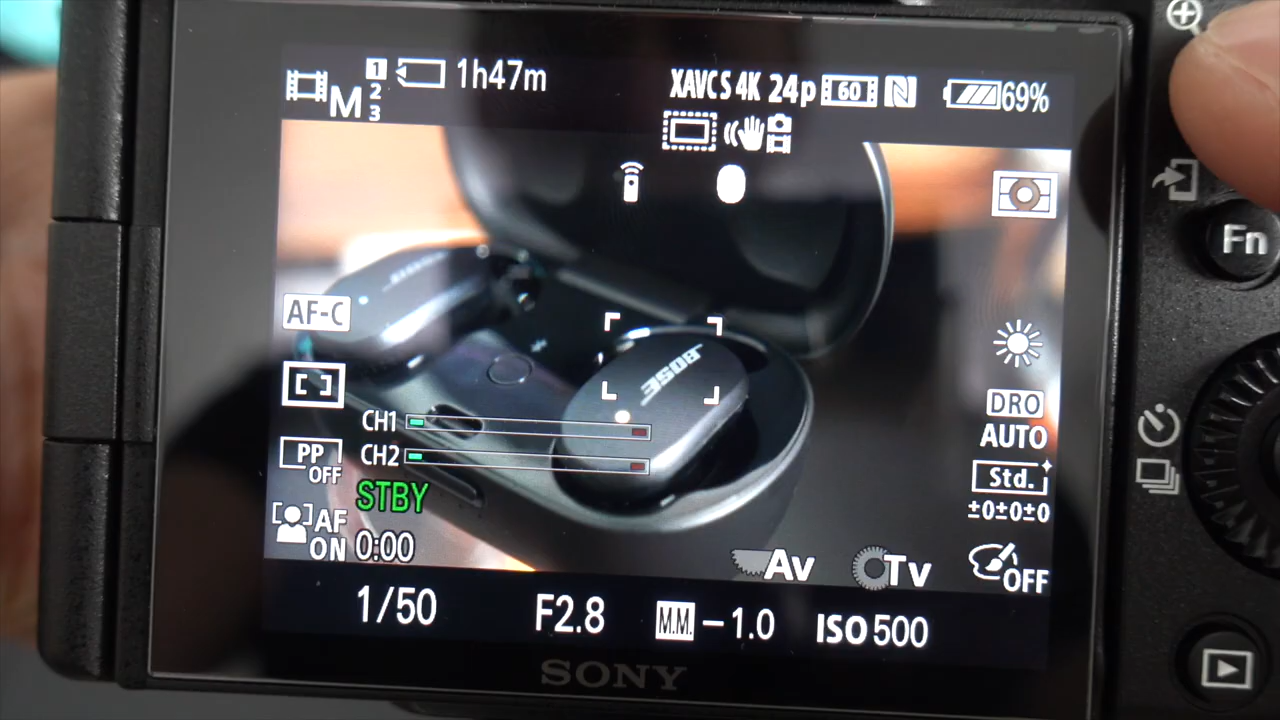 M 1 2 3 1h47m XAVC S 4K 24p 60 N 69%
AF-C
BOSE
CH1
CH2
PP OFF
STBY
AF ON 0:00
Fn
DRO
AUTO
Std.
±0±0±0
Av Tv OFF
1/50 F2.8 M.M. −1.0 ISO 500
SONY